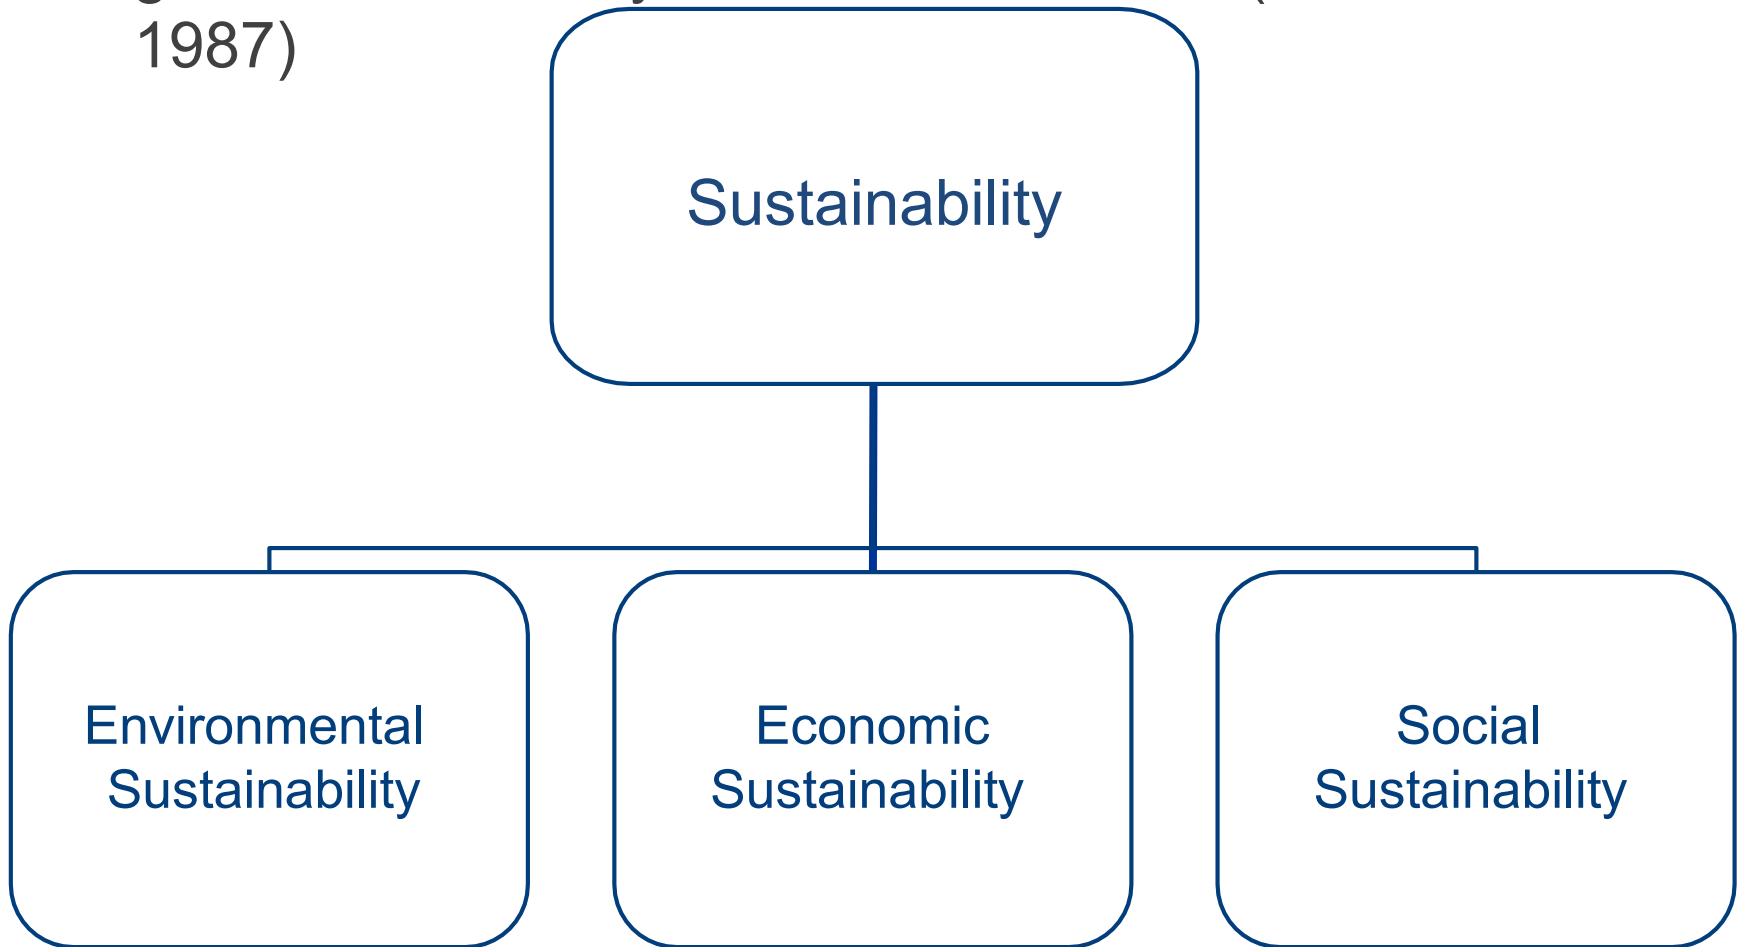 1987)
Sustainability
Environmental
Sustainability
Economic
Sustainability
Social
Sustainability